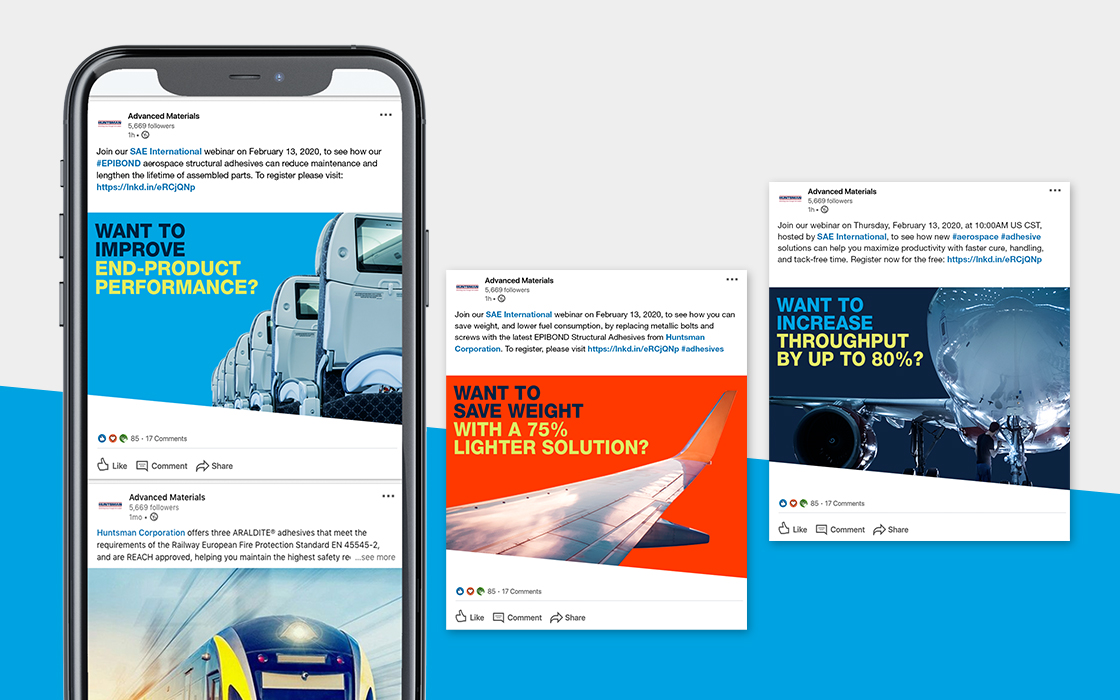 HUNTSMAN
Advanced Materials
5,669 followers
1h •
Join our SAE International webinar on February 13, 2020, to see how our
#EPIBOND aerospace structural adhesives can reduce maintenance and
lengthen the lifetime of assembled parts. To register please visit:
https://lnkd.in/eRCjQNp
WANT TO
IMPROVE
END-PRODUCT
PERFORMANCE?
85 · 17 Comments
Like Comment Share
HUNTSMAN
Advanced Materials
5,669 followers
1mo •
Huntsman Corporation offers three ARALDITE® adhesives that meet the
requirements of the Railway European Fire Protection Standard EN 45545-2,
and are REACH approved, helping you maintain the highest safety re ...see more
HUNTSMAN
Advanced Materials
5,669 followers
1h •
Join our SAE International webinar on February 13, 2020, to see how you can
save weight, and lower fuel consumption, by replacing metallic bolts and
screws with the latest EPIBOND Structural Adhesives from Huntsman
Corporation. To register, please visit https://lnkd.in/eRCjQNp #adhesives
WANT TO
SAVE WEIGHT
WITH A 75%
LIGHTER SOLUTION?
85 · 17 Comments
Like Comment Share
HUNTSMAN
Advanced Materials
5,669 followers
1h •
Join our webinar on Thursday, February 13, 2020, at 10:00AM US CST,
hosted by SAE International, to see how new #aerospace #adhesive
solutions can help you maximize productivity with faster cure, handling,
and tack-free time. Register now for the free: https://lnkd.in/eRCjQNp
WANT TO
INCREASE
THROUGHPUT
BY UP TO 80%?
85 · 17 Comments
Like Comment Share